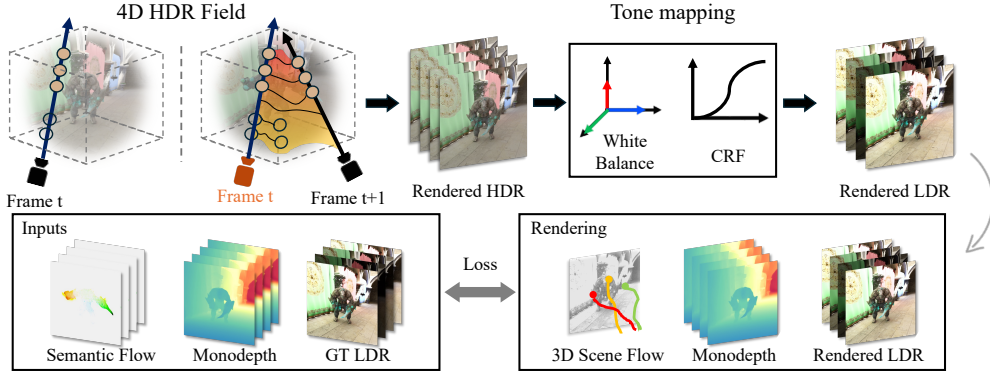 4D HDR Field
Tone mapping
Frame t
Frame t
Frame t+1
Rendered HDR
White
Balance
CRF
Rendered LDR
Inputs
Semantic Flow
Monodepth
GT LDR
Loss
Rendering
3D Scene Flow
Monodepth
Rendered LDR